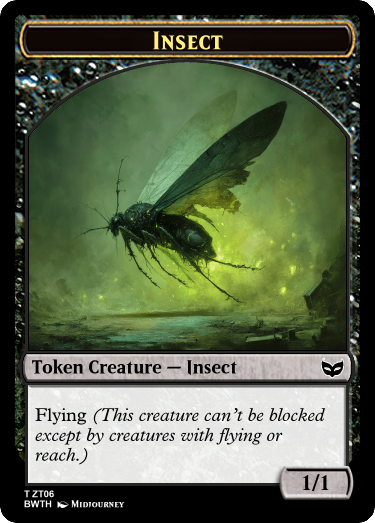 Insect
Token Creature — Insect
Flying (This creature can't be blocked
except by creatures with flying or
reach.)
1/1
T ZT06
BWTH Midjourney